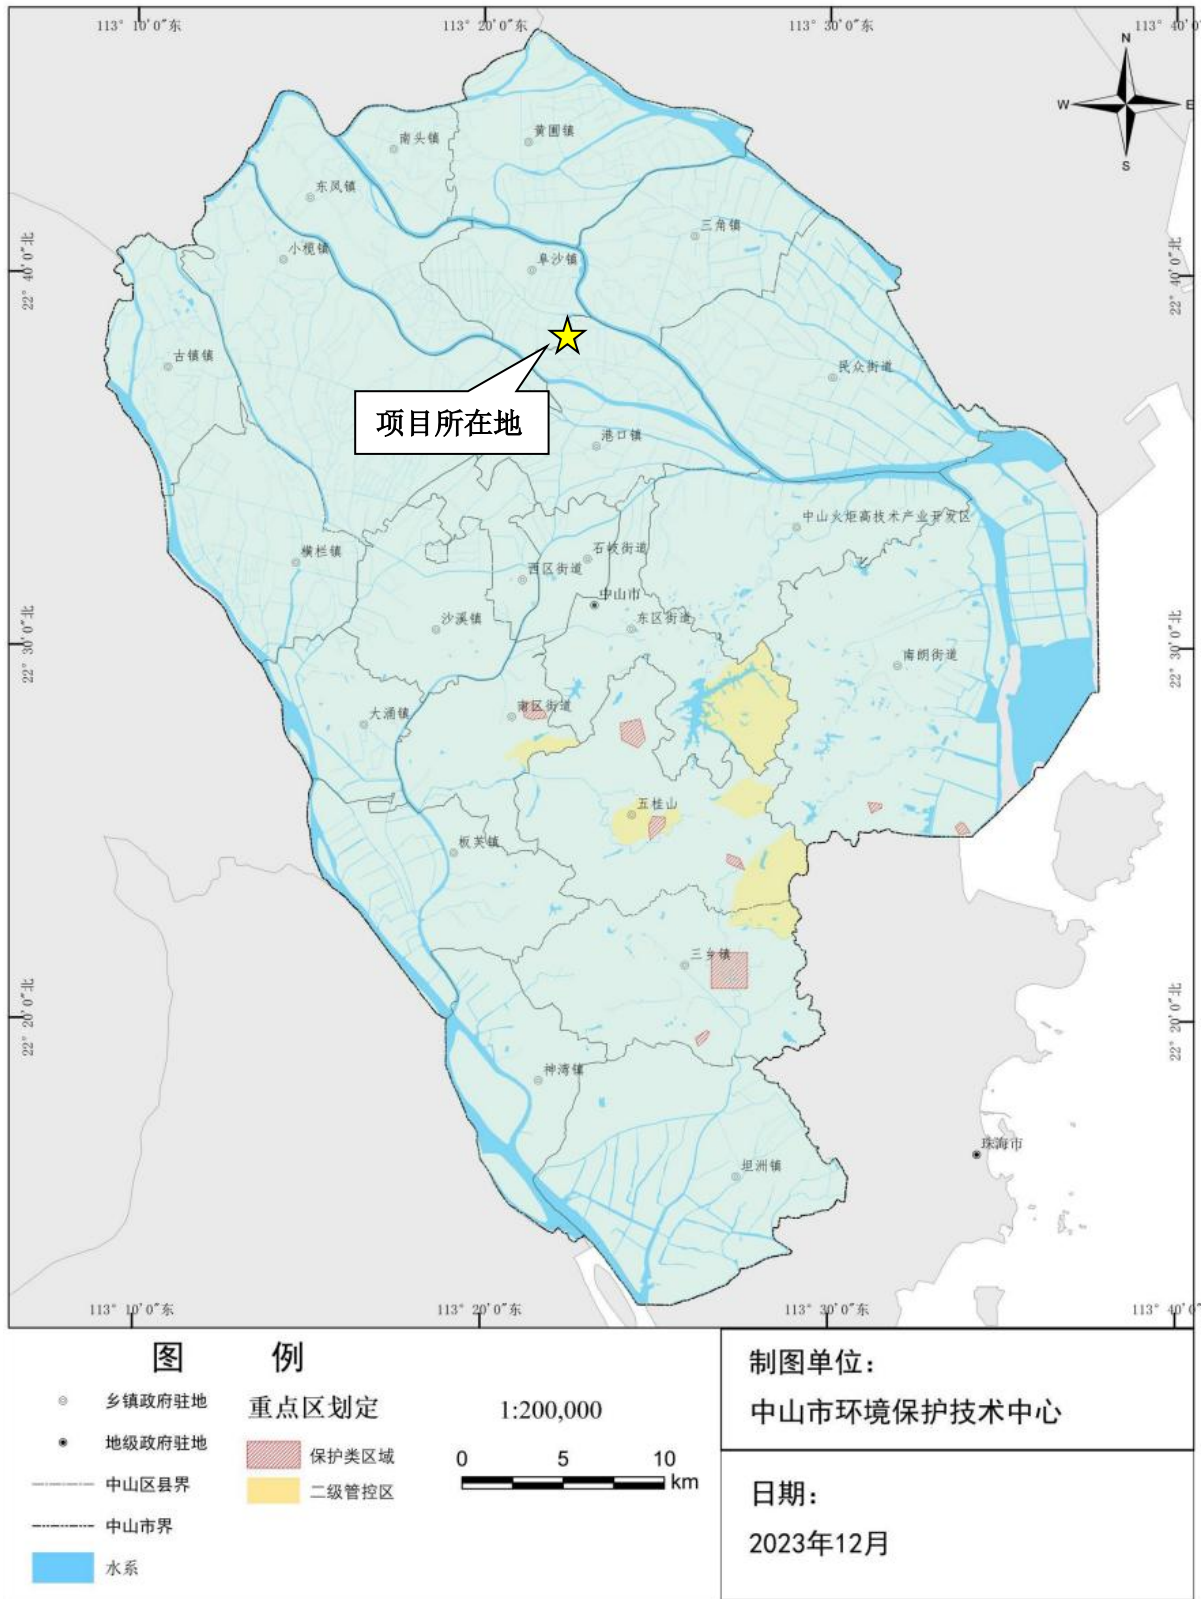 113° 10′0″东
113° 20′0″东
113° 30′0″东
113° 40′0″
N
W
E
S
南头镇
黄圃镇
东凤镇
三角镇
小榄镇
阜沙镇
22° 40′0″北
22° 40′0″北
古镇镇
民众街道
项目所在地
港口镇
中山火炬高技术产业开发区
横栏镇
石岐街道
西区街道
中山市
沙溪镇
东区街道
22° 30′0″北
22° 30′0″北
南朗街道
大涌镇
南区街道
五桂山
板芙镇
三乡镇
22° 20′0″北
22° 20′0″北
神湾镇
珠海市
坦洲镇
113° 10′0″东
113° 20′0″东
113° 30′0″东
113° 40′0″
图 例
乡镇政府驻地
地级政府驻地
中山区县界
中山市界
水系
重点区划定
保护类区域
二级管控区
1:200,000
0 5 10
km
制图单位：
中山市环境保护技术中心
日期：
2023年12月